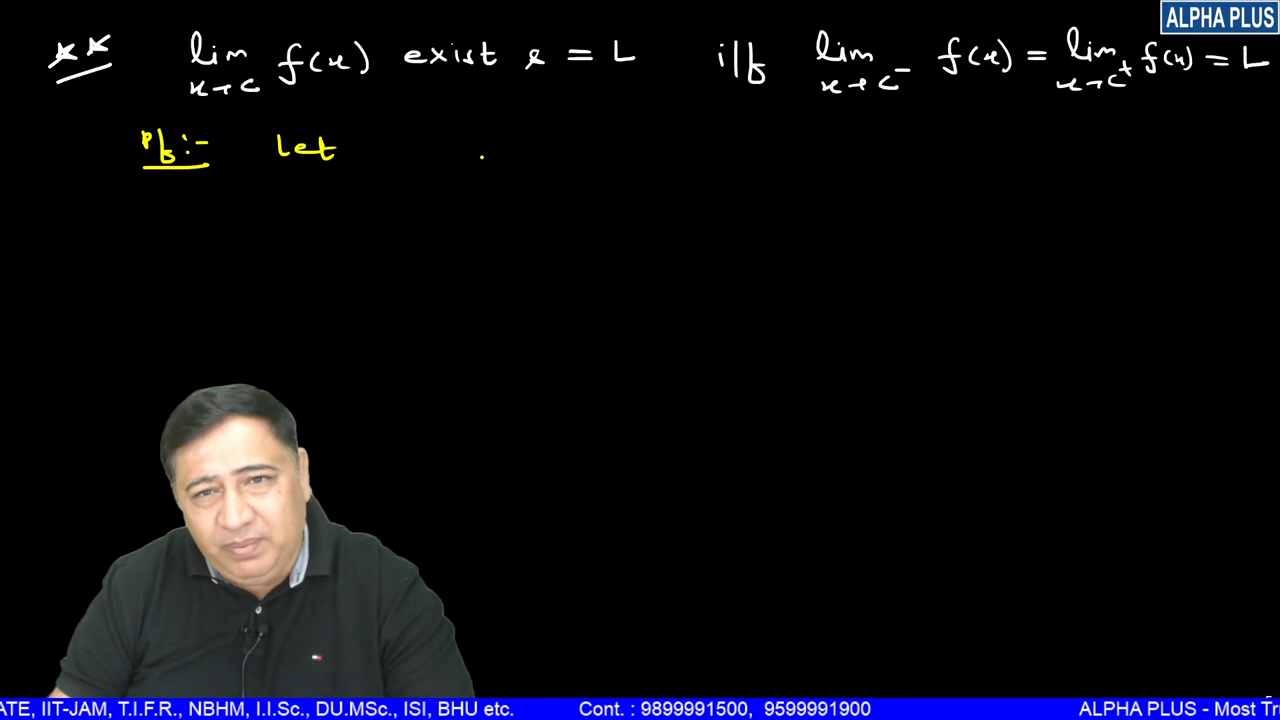 ALPHA PLUS
** lim x→c f(x) exist & = L iff lim x→c⁻ f(x) = lim x→c⁺ f(x) = L
Pf :- Let
ATE, IIT-JAM, T.I.F.R., NBHM, I.I.Sc., DU.MSc., ISI, BHU etc. Cont. : 9899991500, 9599991900 ALPHA PLUS - Most Tr